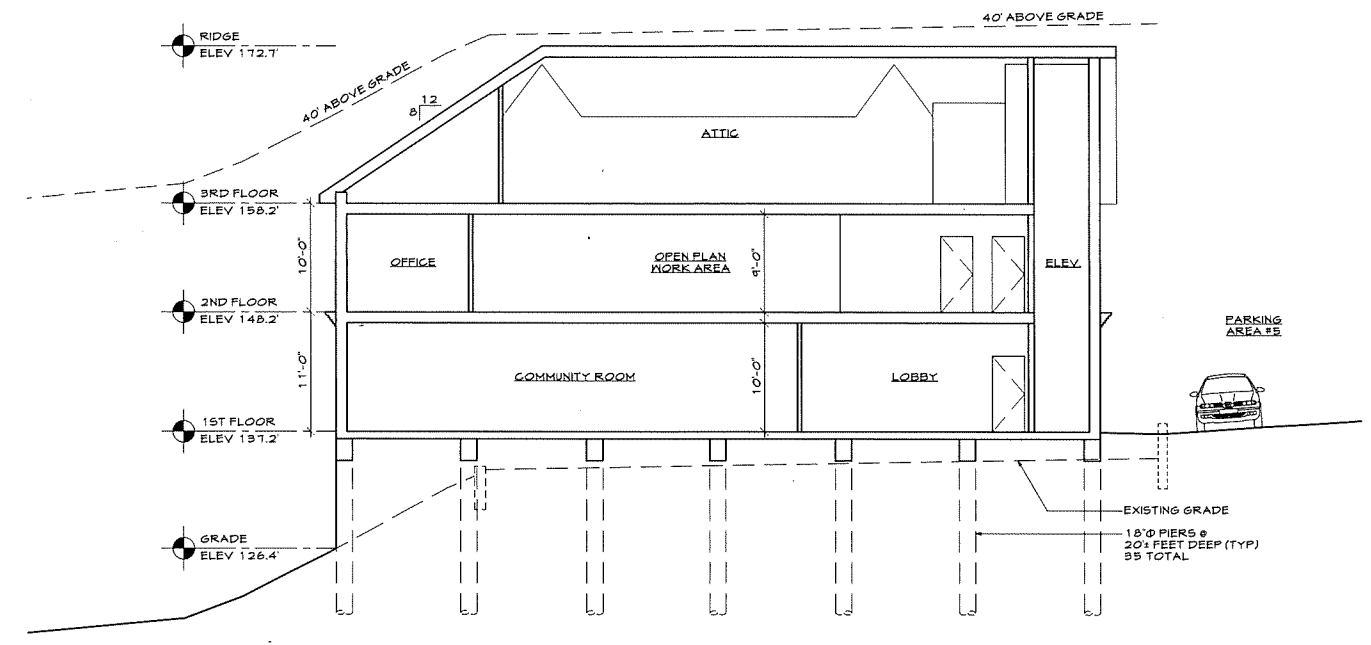 40' ABOVE GRADE
RIDGE
ELEV 172.7'
40' ABOVE GRADE
12
8
ATTIC
3RD FLOOR
ELEV 158.2'
10'-0"
OFFICE
OPEN PLAN
WORK AREA
9'-0"
ELEV.
2ND FLOOR
ELEV 148.2'
PARKING
AREA #5
11'-0"
COMMUNITY ROOM
10'-0"
LOBBY
1ST FLOOR
ELEV 137.2'
EXISTING GRADE
GRADE
ELEV 126.4'
18"Φ PIERS @
20'± FEET DEEP (TYP)
35 TOTAL